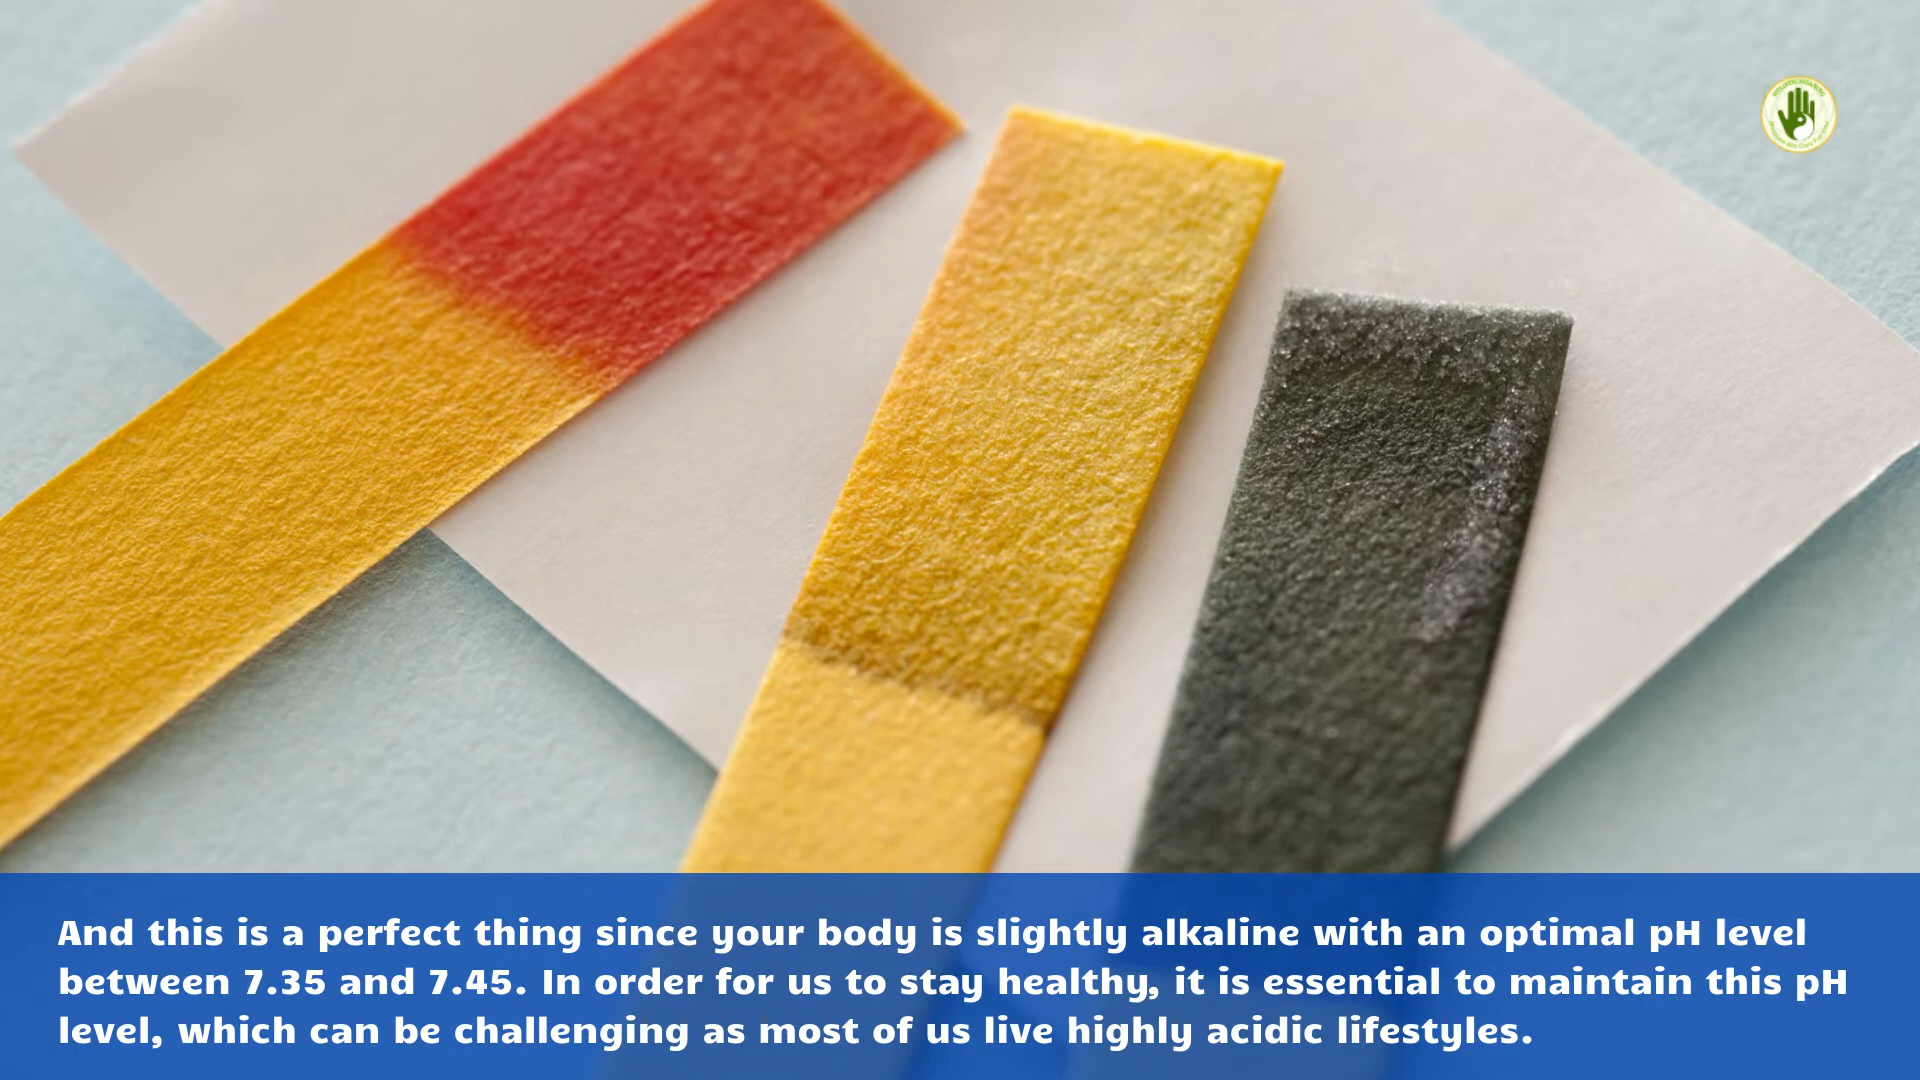 And this is a perfect thing since your body is slightly alkaline with an optimal pH level
between 7.35 and 7.45. In order for us to stay healthy, it is essential to maintain this pH
level, which can be challenging as most of us live highly acidic lifestyles.